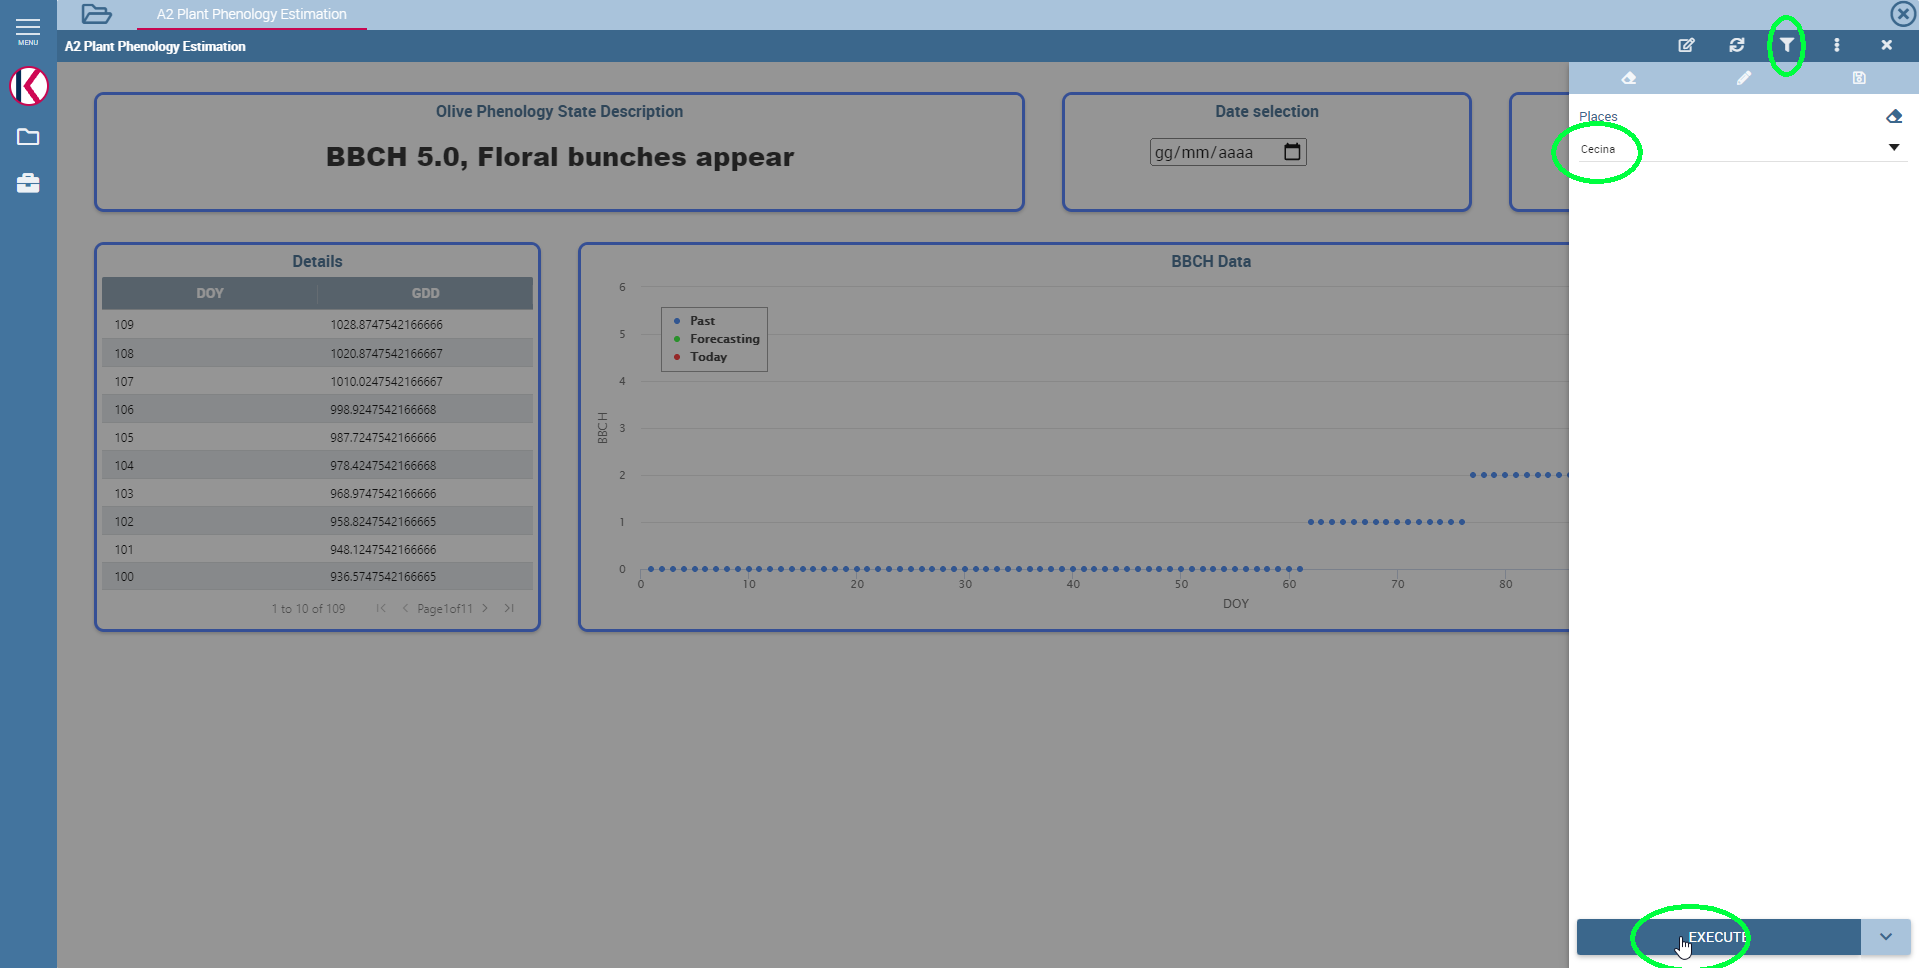 A2 Plant Phenology Estimation
MENU
A2 Plant Phenology Estimation
Olive Phenology State Description
BBCH 5.0, Floral bunches appear
Date selection
gg/mm/aaaa
Places
Cecina
Details
DOY GDD
109 1028.8747542166666
108 1020.8747542166667
107 1010.0247542166667
106 998.9247542166668
105 987.7247542166666
104 978.4247542166668
103 968.9747542166666
102 958.8247542166665
101 948.1247542166666
100 936.5747542166665
1 to 10 of 109 Page1of11
BBCH Data
Past
Forecasting
Today
BBCH
6
5
4
3
2
1
0
0 10 20 30 40 50 60 70 80
DOY
EXECUTE